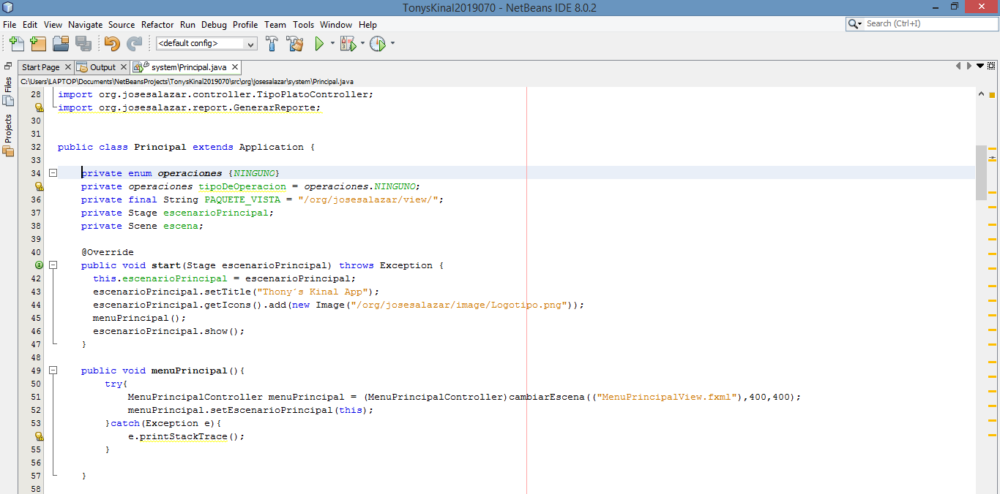 TonysKinal2019070 - NetBeans IDE 8.0.2
File Edit View Navigate Source Refactor Run Debug Profile Team Tools Window Help
Search (Ctrl+I)
<default config>
Start Page Output system\Principal.java
C:\Users\LAPTOP\Documents\NetBeansProjects\TonysKinal2019070\src\org\josesalazar\system\Principal.java
Files
Projects
28 import org.josesalazar.controller.TipoPlatoController;
import org.josesalazar.report.GenerarReporte;
30
31
32 public class Principal extends Application {
33
34 private enum operaciones {NINGUNO}
private operaciones tipoDeOperacion = operaciones.NINGUNO;
36 private final String PAQUETE_VISTA = "/org/josesalazar/view/";
37 private Stage escenarioPrincipal;
38 private Scene escena;
39
40 @Override
public void start(Stage escenarioPrincipal) throws Exception {
42 this.escenarioPrincipal = escenarioPrincipal;
43 escenarioPrincipal.setTitle("Thony´s Kinal App");
44 escenarioPrincipal.getIcons().add(new Image("/org/josesalazar/image/Logotipo.png"));
45 menuPrincipal();
46 escenarioPrincipal.show();
47 }
48
49 public void menuPrincipal(){
50 try{
51 MenuPrincipalController menuPrincipal = (MenuPrincipalController)cambiarEscena(("MenuPrincipalView.fxml"),400,400);
52 menuPrincipal.setEscenarioPrincipal(this);
53 }catch(Exception e){
e.printStackTrace();
55 }
56
57 }
58